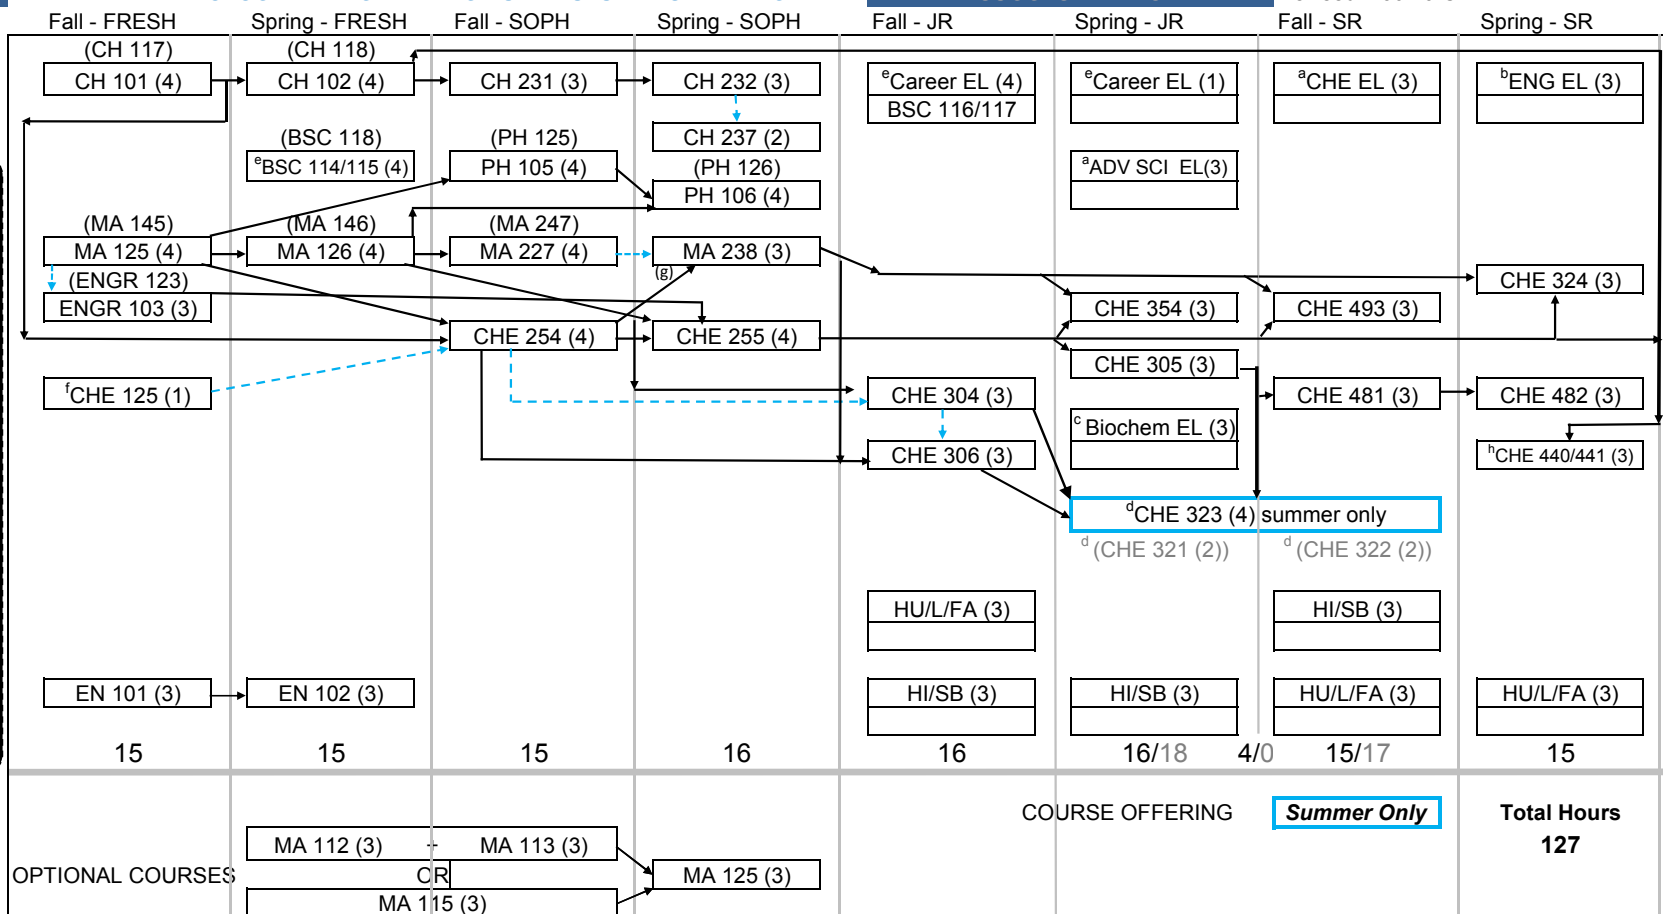 Fall - FRESH Spring - FRESH Fall - SOPH Spring - SOPH Fall - JR Spring - JR Fall - SR Spring - SR
(CH 117) (CH 118)
CH 101 (4) CH 102 (4) CH 231 (3) CH 232 (3) eCareer EL (4) eCareer EL (1) aCHE EL (3) bENG EL (3)
BSC 116/117
(BSC 118) (PH 125) CH 237 (2)
eBSC 114/115 (4) PH 105 (4) (PH 126) aADV SCI EL(3)
PH 106 (4)
(MA 145) (MA 146) (MA 247)
MA 125 (4) MA 126 (4) MA 227 (4) MA 238 (3)
(g)
(ENGR 123) CHE 324 (3)
ENGR 103 (3) CHE 354 (3) CHE 493 (3)
CHE 254 (4) CHE 255 (4)
CHE 305 (3)
fCHE 125 (1) CHE 304 (3) CHE 481 (3) CHE 482 (3)
c Biochem EL (3)
CHE 306 (3) hCHE 440/441 (3)
dCHE 323 (4) summer only
d (CHE 321 (2)) d (CHE 322 (2))
HU/L/FA (3) HI/SB (3)
EN 101 (3) EN 102 (3) HI/SB (3) HI/SB (3) HU/L/FA (3) HU/L/FA (3)
15 15 15 16 16 16/18 4/0 15/17 15
COURSE OFFERING Summer Only Total Hours
127
MA 112 (3) + MA 113 (3)
OPTIONAL COURSES OR MA 125 (3)
MA 115 (3)